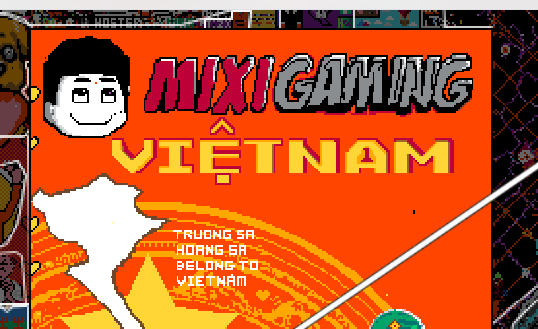 MIXIGAMING
VIỆTNAM
TRUONG SA
HOANG SA
BELONG TO
VIETNAM